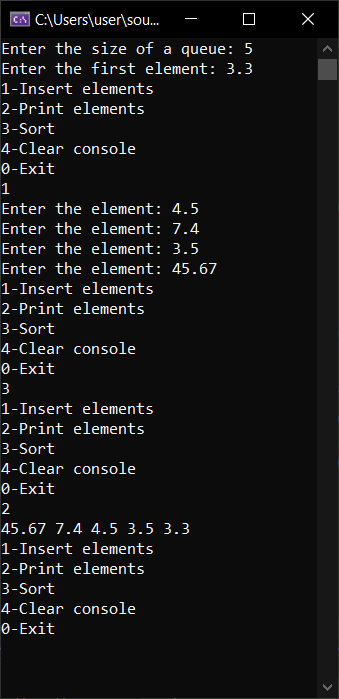 C:\Users\user\sou...
Enter the size of a queue: 5
Enter the first element: 3.3
1-Insert elements
2-Print elements
3-Sort
4-Clear console
0-Exit
1
Enter the element: 4.5
Enter the element: 7.4
Enter the element: 3.5
Enter the element: 45.67
1-Insert elements
2-Print elements
3-Sort
4-Clear console
0-Exit
3
1-Insert elements
2-Print elements
3-Sort
4-Clear console
0-Exit
2
45.67 7.4 4.5 3.5 3.3
1-Insert elements
2-Print elements
3-Sort
4-Clear console
0-Exit